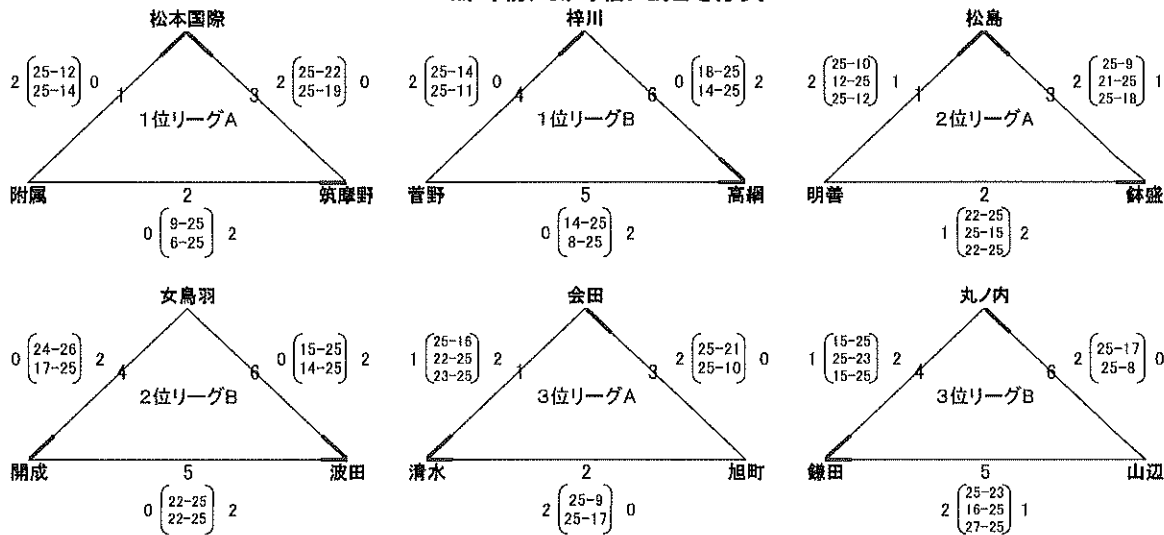 松本国際
2 (25-12 25-14) 0
1
3
2 (25-22 25-19) 0
1位リーグA
附属
2
筑摩野
0 (9-25 6-25) 2
梓川
2 (25-14 25-11) 0
4
6
0 (18-25 14-25) 2
1位リーグB
菅野
5
高綱
0 (14-25 8-25) 2
松島
2 (25-10 12-25 25-12) 1
1
3
2 (25-9 21-25 25-18) 1
2位リーグA
明善
2
鉢盛
1 (22-25 25-15 22-25) 2
女鳥羽
0 (24-26 17-25) 2
4
6
0 (15-25 14-25) 2
2位リーグB
開成
5
波田
0 (22-25 22-25) 2
会田
1 (25-16 22-25 23-25) 2
1
3
2 (25-21 25-10) 0
3位リーグA
清水
2
旭町
2 (25-9 25-17) 0
丸ノ内
1 (15-25 25-23 15-25) 2
4
6
2 (25-17 25-8) 0
3位リーグB
鎌田
5
山辺
2 (25-23 16-25 27-25) 1